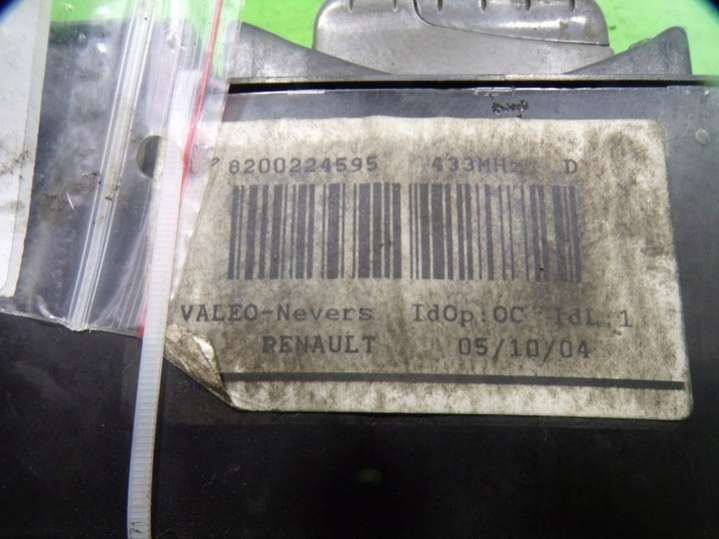 8200224595 433MHz D
VALEO-Nevers IdOp:OC IdL:1
RENAULT 05/10/04